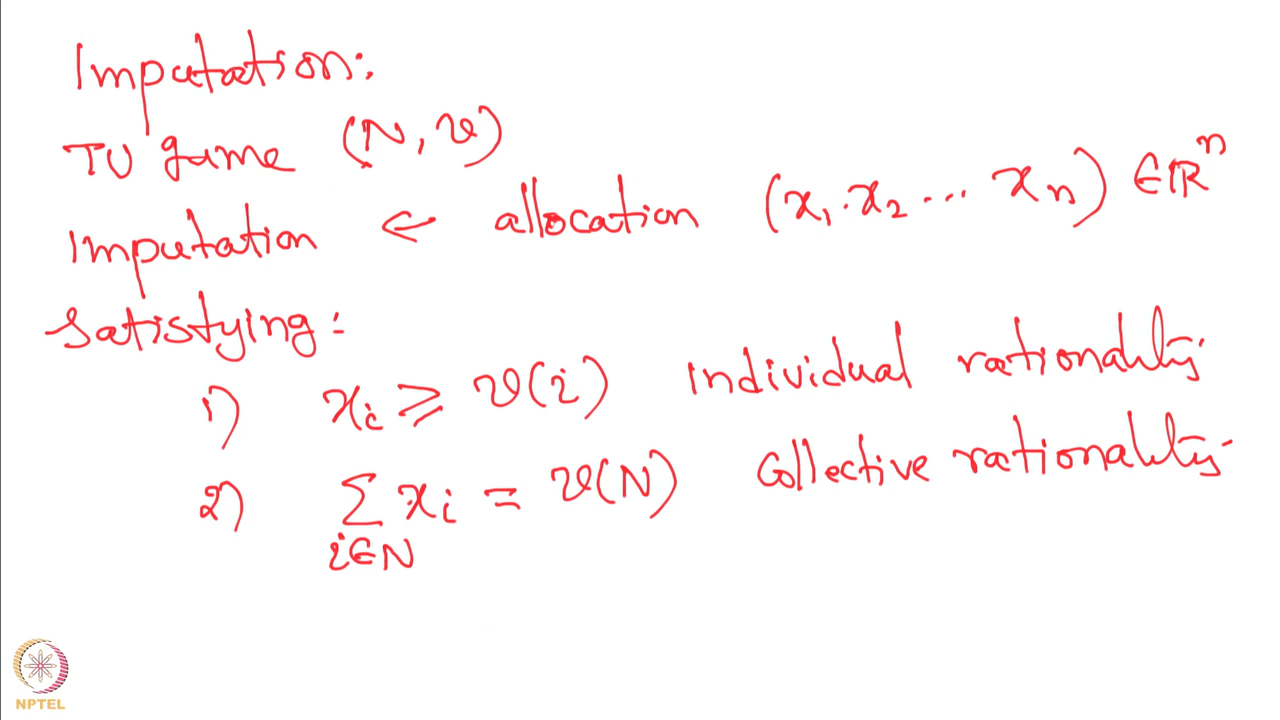 Imputation:
TU game (N, v)
Imputation ← allocation (x₁, x₂ ... xₙ) ∈ ℝⁿ
Satisfying:
1) xᵢ ⩾ v(i) Individual rationality.
2) ∑ xᵢ = v(N) Collective rationality.
i∈N
NPTEL